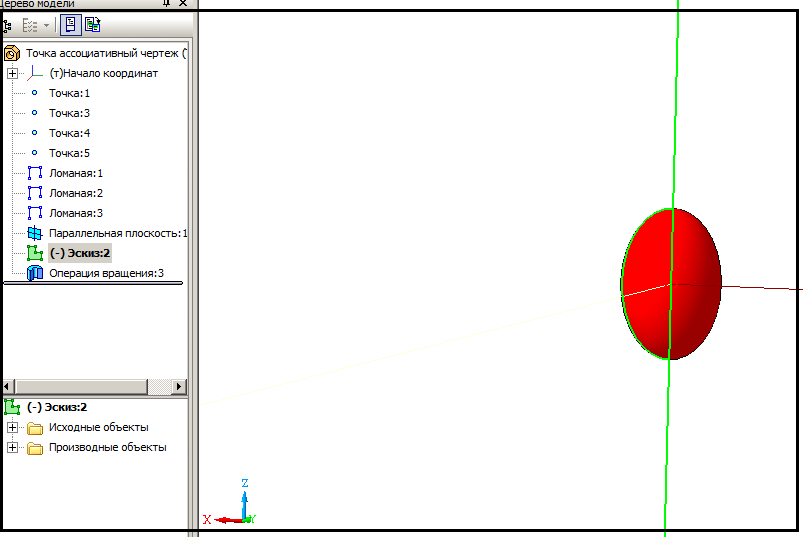 Дерево модели
Точка ассоциативный чертеж (
(т)Начало координат
Точка:1
Точка:3
Точка:4
Точка:5
Ломаная:1
Ломаная:2
Ломаная:3
Параллельная плоскость:1
(-) Эскиз:2
Операция вращения:3
(-) Эскиз:2
Исходные объекты
Производные объекты
Z
X
Y